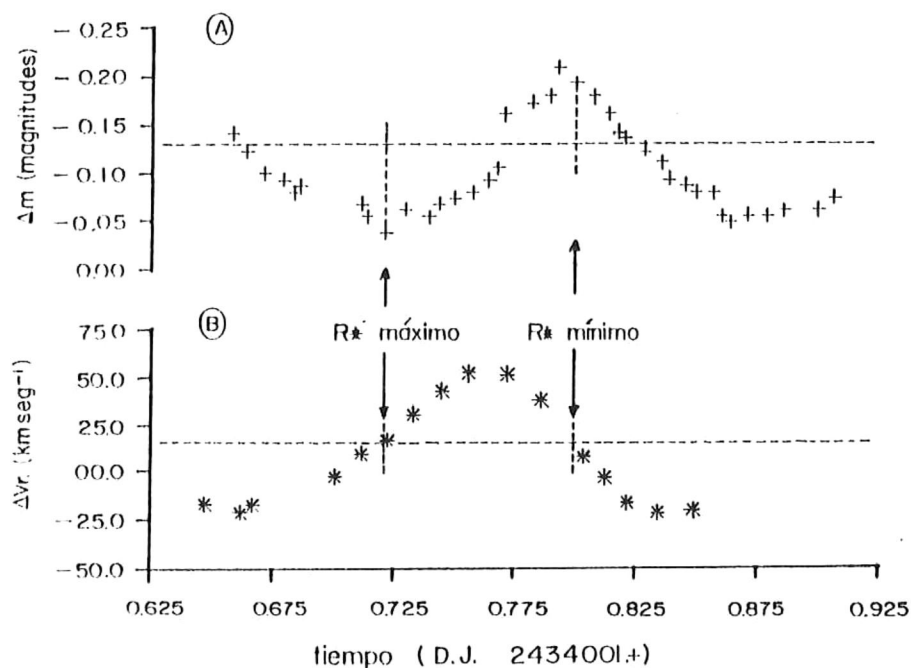 A
Δm (magnitudes)
− 0.25
− 0.20
− 0.15
− 0.10
−0.05
0.00
R* máximo
R* mínimo
B
ΔVr. (km seg⁻¹)
75.0
50.0
25.0
00.0
−25.0
−50.0
0.625 0.675 0.725 0.775 0.825 0.875 0.925
tiempo ( D.J. 2434001.+)